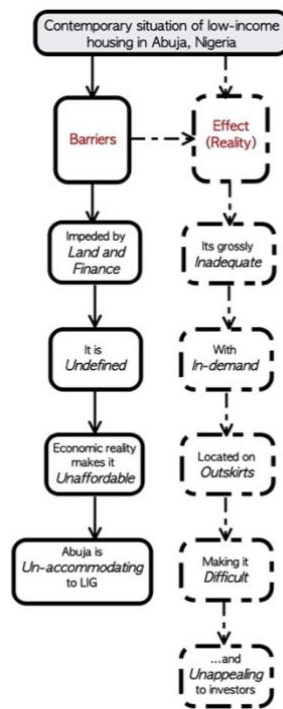 Contemporary situation of low-income
housing in Abuja, Nigeria
Barriers
Effect
(Reality)
Impeded by
Land and
Finance
Its grossly
Inadequate
It is
Undefined
With
In-demand
Economic reality
makes it
Unaffordable
Located on
Outskirts
Abuja is
Un-accommodating
to LIG
Making it
Difficult
...and
Unappealing
to investors